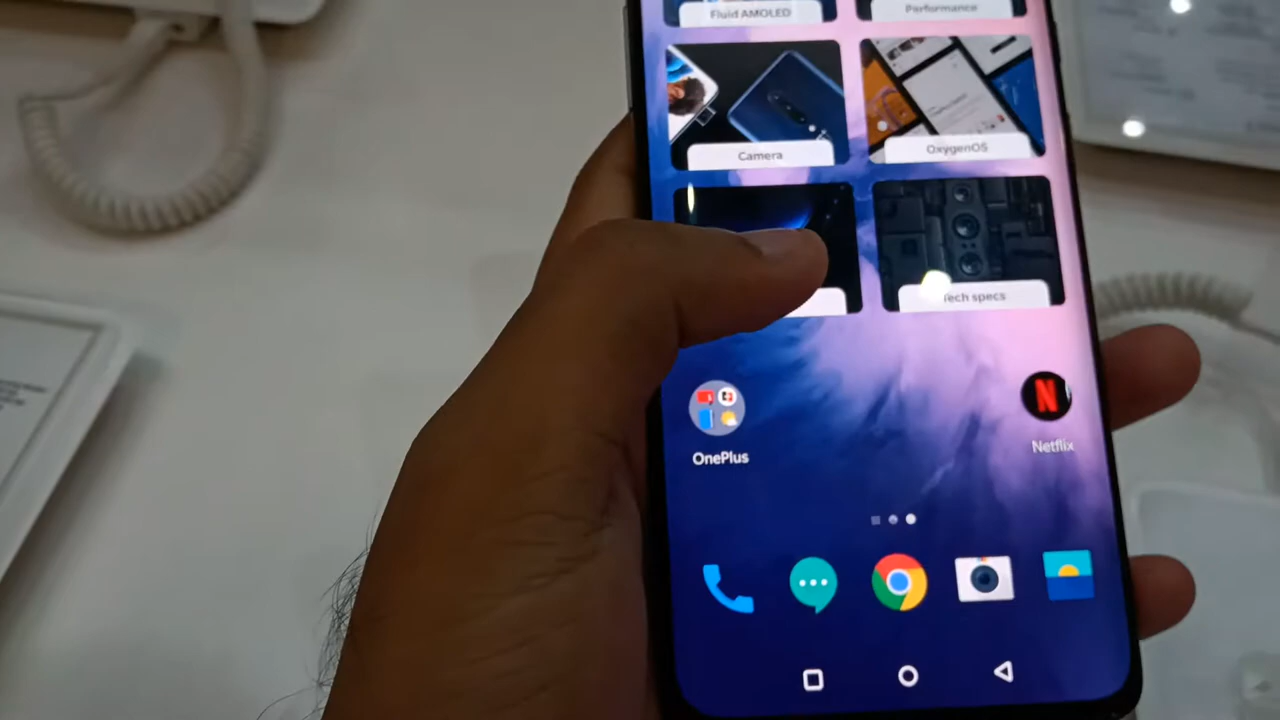 Fluid AMOLED
Performance
Camera
OxygenOS
Tech specs
OnePlus
N
Netflix